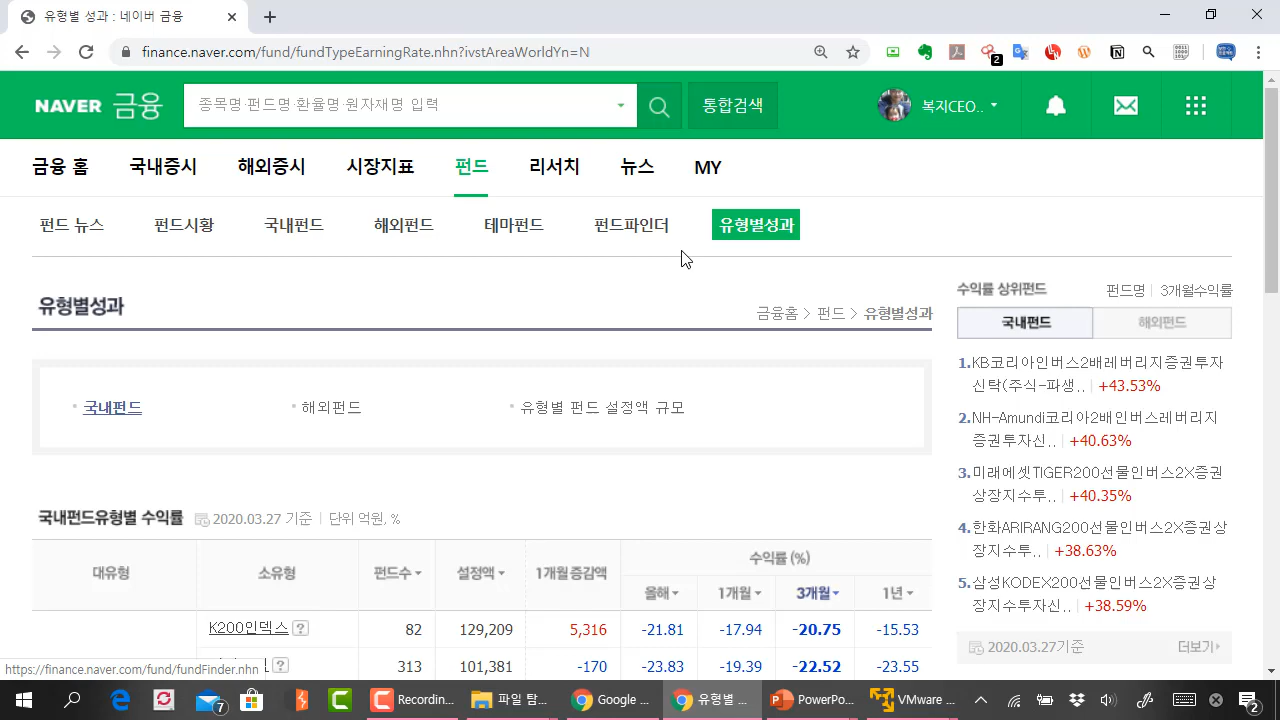 유형별 성과 : 네이버 금융
finance.naver.com/fund/fundTypeEarningRate.nhn?ivstAreaWorldYn=N
2
NAVER 금융
종목명·펀드명·환율명·원자재명 입력
통합검색
복지CEO..
금융 홈 국내증시 해외증시 시장지표 펀드 리서치 뉴스 MY
펀드 뉴스 펀드시황 국내펀드 해외펀드 테마펀드 펀드파인더 유형별성과
유형별성과
금융홈 > 펀드 > 유형별성과
국내펀드 해외펀드 유형별 펀드 설정액 규모
국내펀드유형별 수익률 2020.03.27 기준 단위 억원, %
대유형 소유형 펀드수 설정액 1개월증감액 수익률 (%)
올해 1개월 3개월 1년
K200인덱스 ? 82 129,209 5,316 -21.81 -17.94 -20.75 -15.53
? 313 101,381 -170 -23.83 -19.39 -22.52 -23.55
수익률 상위펀드 펀드명 3개월수익률
국내펀드 해외펀드
1.KB코리아인버스2배레버리지증권투자
신탁(주식-파생.. +43.53%
2.NH-Amundi코리아2배인버스레버리지
증권투자신.. +40.63%
3.미래에셋TIGER200선물인버스2X증권
상장지수투.. +40.35%
4.한화ARIRANG200선물인버스2X증권상
장지수투.. +38.63%
5.삼성KODEX200선물인버스2X증권상
장지수투자신.. +38.59%
2020.03.27기준 더보기
https://finance.naver.com/fund/fundFinder.nhn
7 Recordin... 파일 탐... Google ... 유형별 ... PowerPo... VMware ... 2